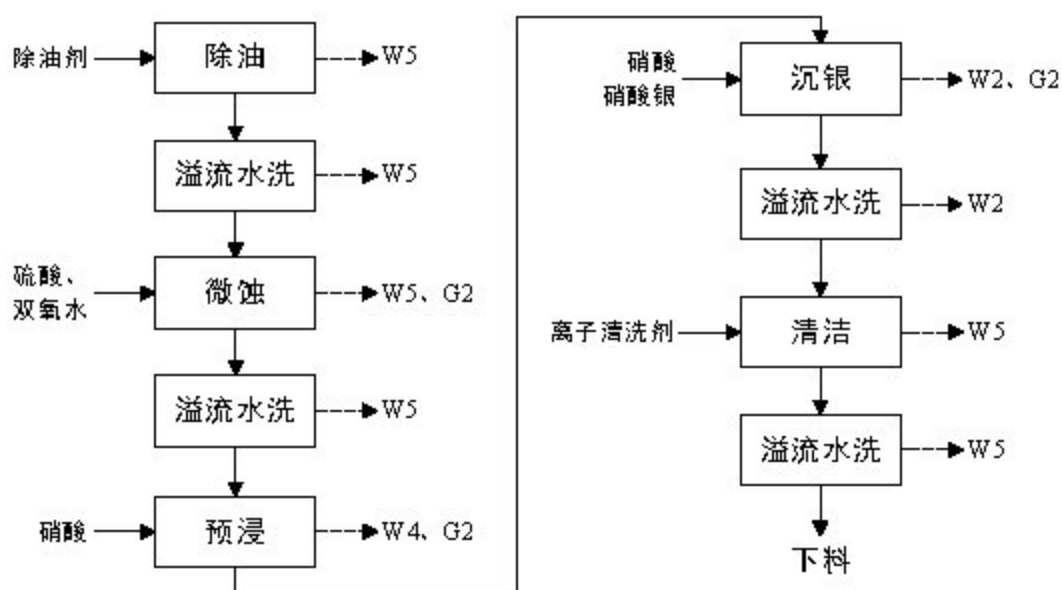 除油剂
除油
W5
溢流水洗
W5
硫酸、
双氧水
微蚀
W5、G2
溢流水洗
W5
硝酸
预浸
W4、G2
硝酸
硝酸银
沉银
W2、G2
溢流水洗
W2
离子清洗剂
清洁
W5
溢流水洗
W5
下料